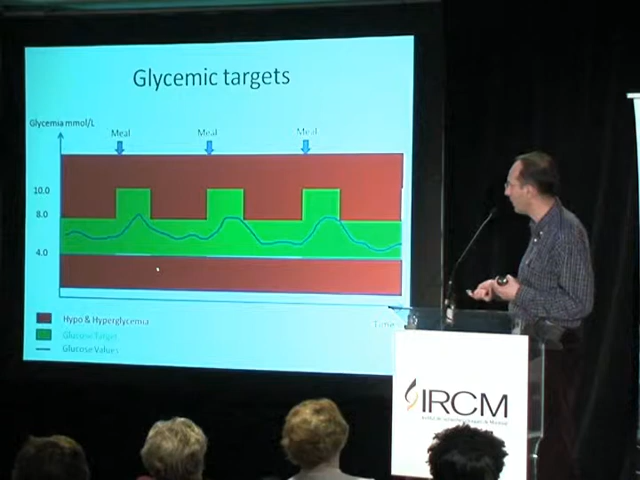 Glycemic targets
Glycemia mmol/L
Meal Meal Meal
10.0
8.0
4.0
Time
Hypo & Hyperglycemia
Glucose Target
Glucose Values
IRCM